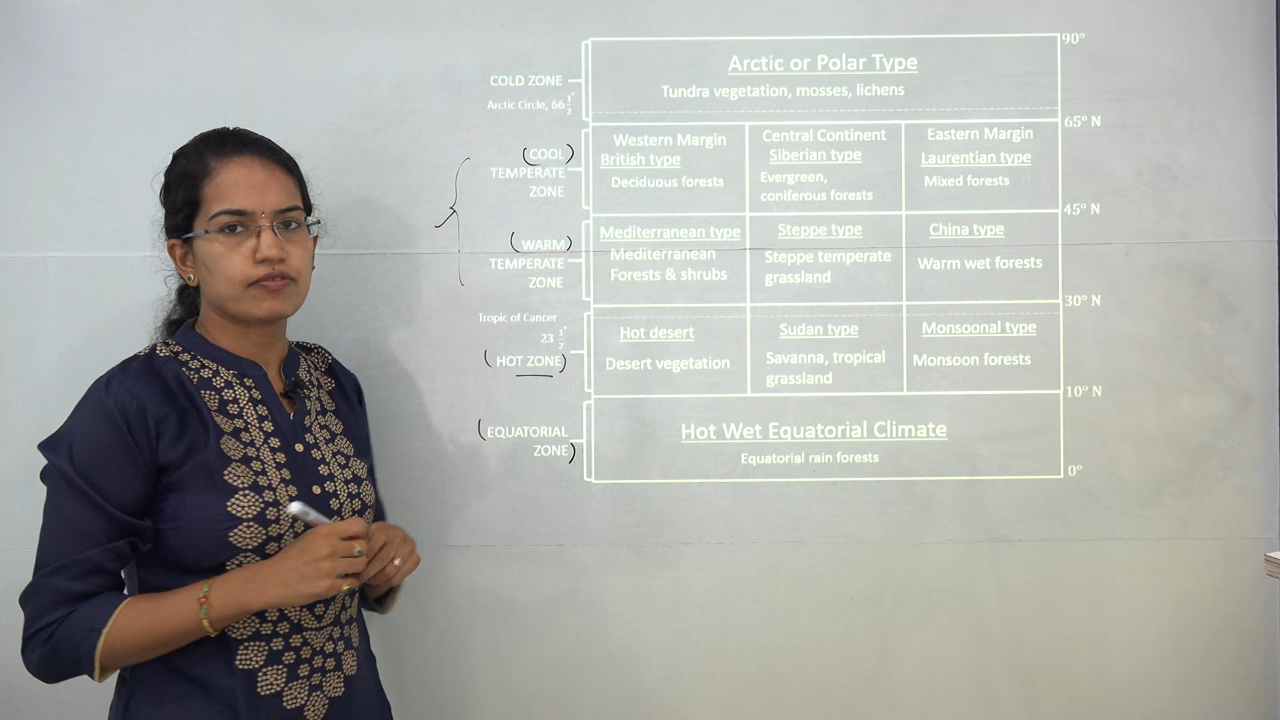 Arctic or Polar Type
Tundra vegetation, mosses, lichens
90°
COLD ZONE
Arctic Circle, 66 1/2°
65° N
(COOL)
TEMPERATE
ZONE
Western Margin
British type
Deciduous forests
Central Continent
Siberian type
Evergreen,
coniferous forests
Eastern Margin
Laurentian type
Mixed forests
45° N
(WARM)
TEMPERATE
ZONE
Mediterranean type
Mediterranean
Forests & shrubs
Steppe type
Steppe temperate
grassland
China type
Warm wet forests
30° N
Tropic of Cancer
23 1/2°
(HOT ZONE)
Hot desert
Desert vegetation
Sudan type
Savanna, tropical
grassland
Monsoonal type
Monsoon forests
10° N
(EQUATORIAL
ZONE)
Hot Wet Equatorial Climate
Equatorial rain forests
0°